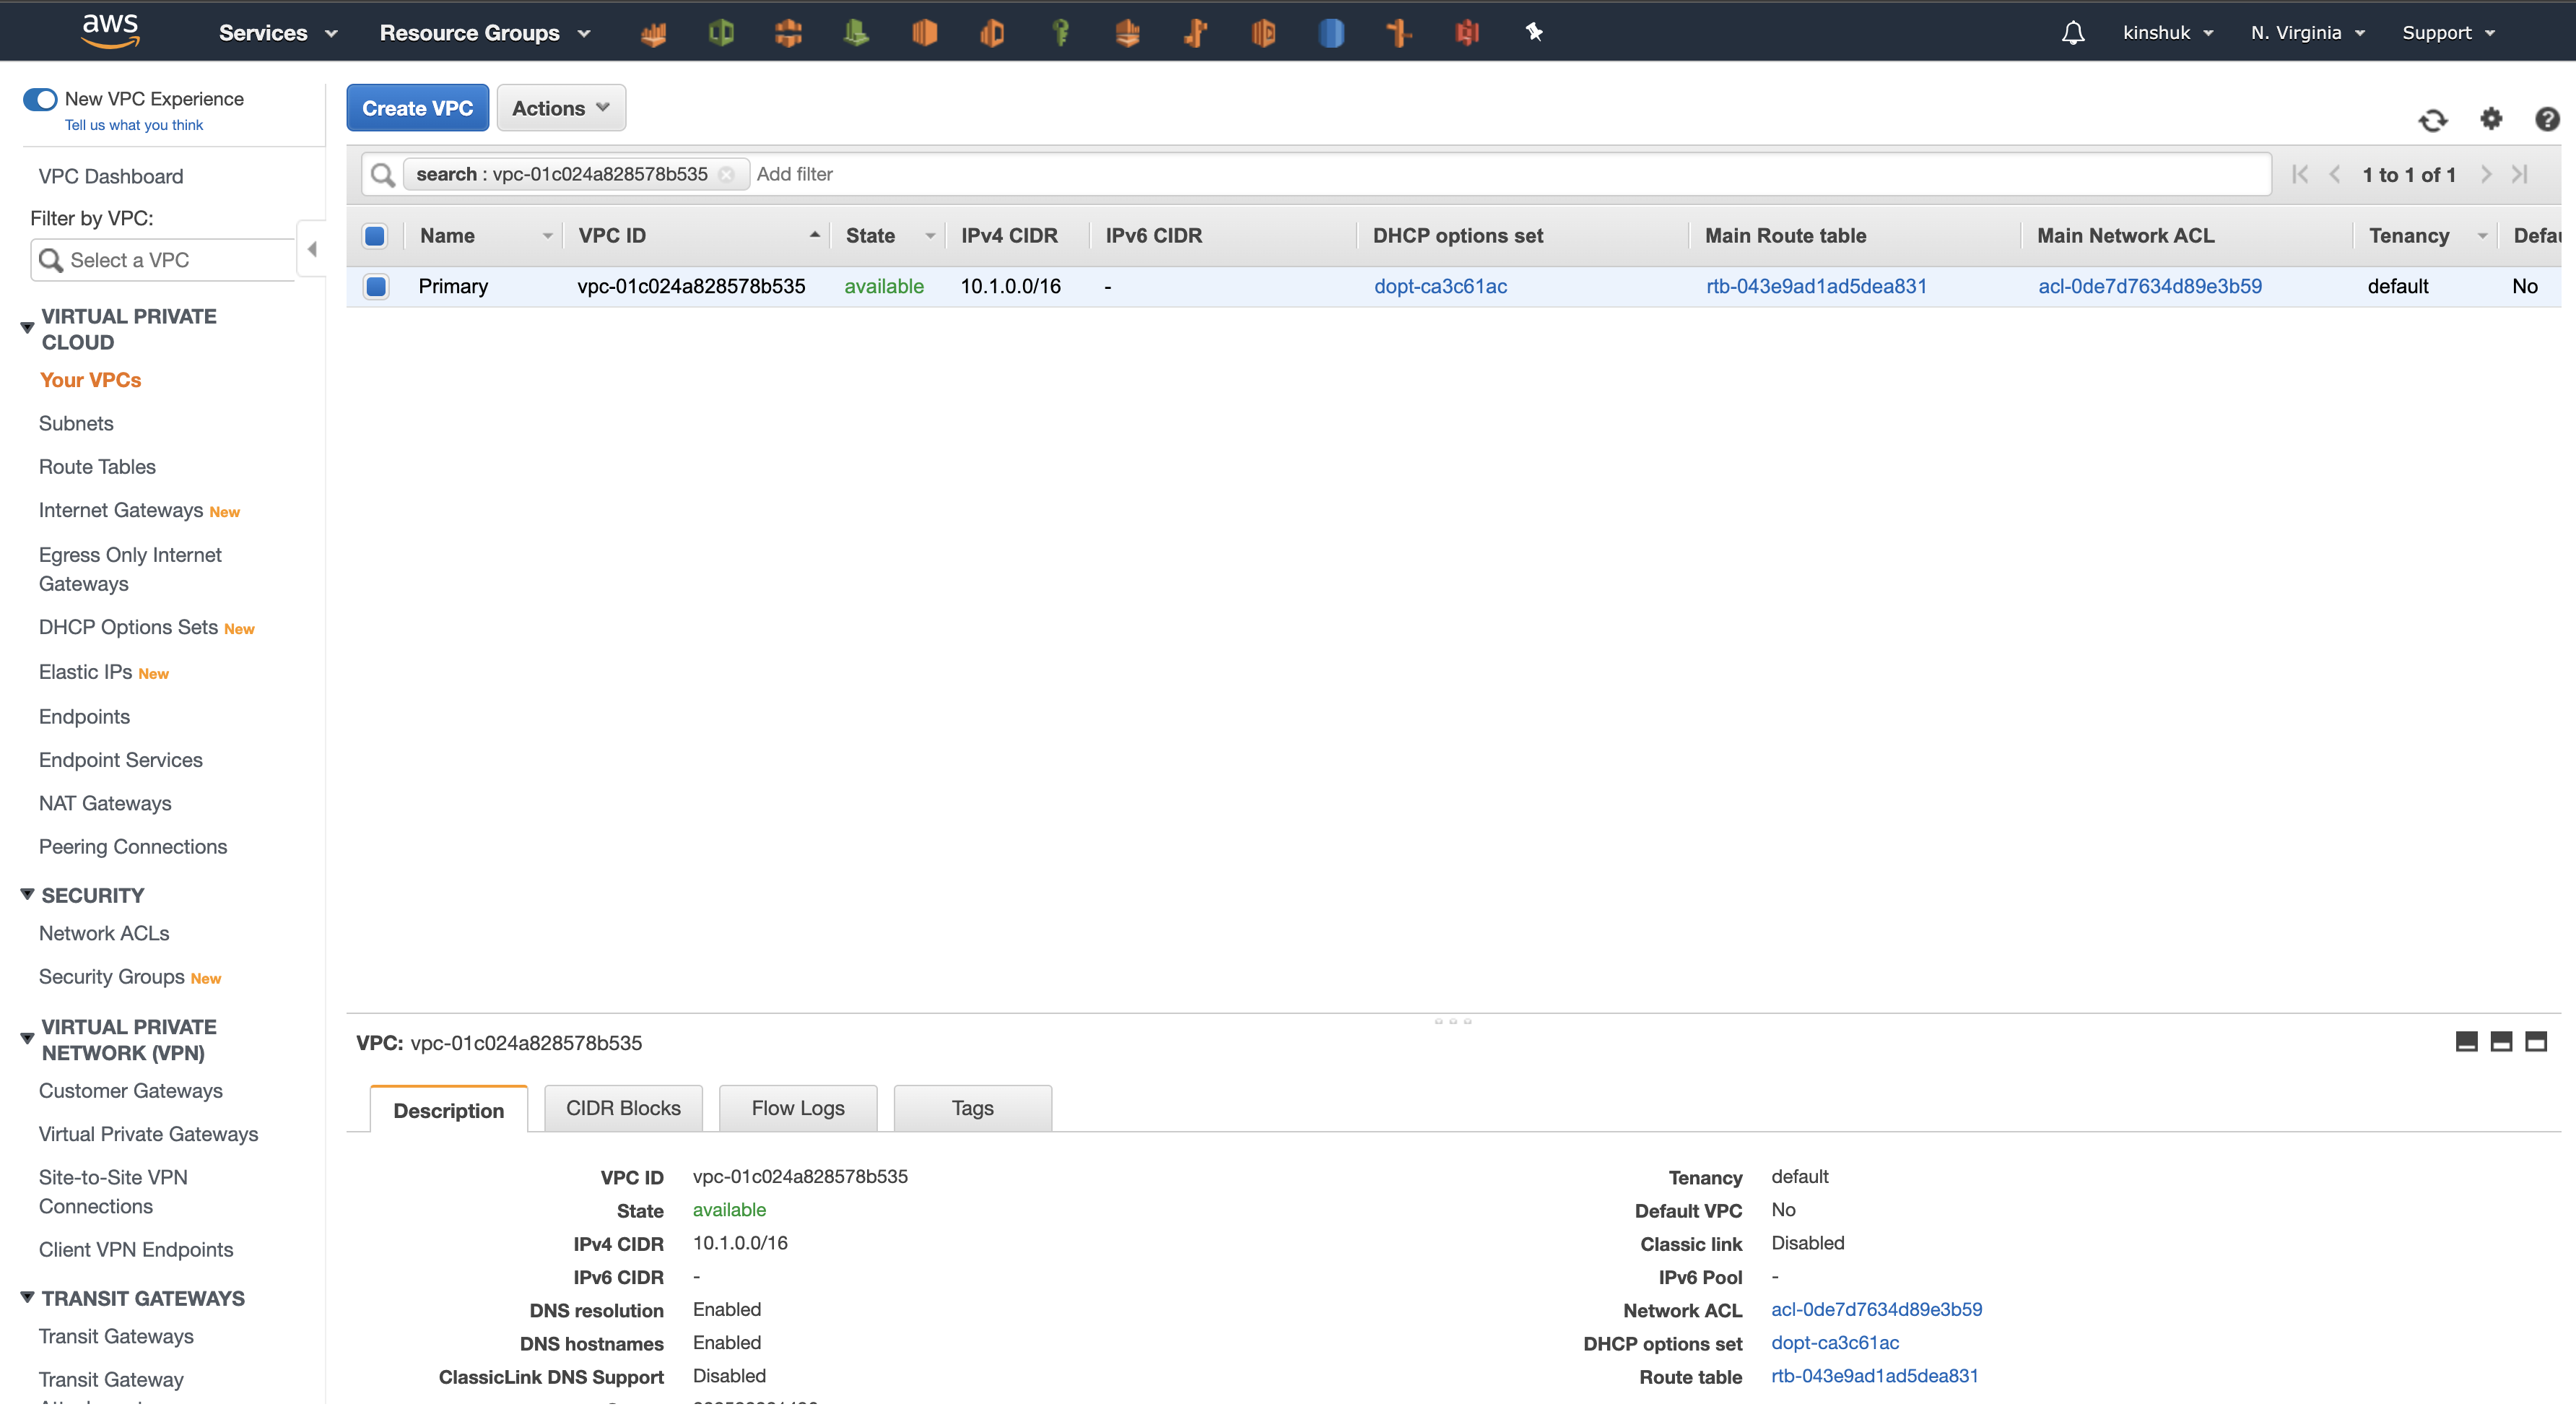 aws Services Resource Groups kinshuk N. Virginia Support
New VPC Experience
Tell us what you think
VPC Dashboard
Filter by VPC:
Select a VPC
VIRTUAL PRIVATE
CLOUD
Your VPCs
Subnets
Route Tables
Internet Gateways New
Egress Only Internet
Gateways
DHCP Options Sets New
Elastic IPs New
Endpoints
Endpoint Services
NAT Gateways
Peering Connections
SECURITY
Network ACLs
Security Groups New
VIRTUAL PRIVATE
NETWORK (VPN)
Customer Gateways
Virtual Private Gateways
Site-to-Site VPN
Connections
Client VPN Endpoints
TRANSIT GATEWAYS
Transit Gateways
Transit Gateway
Create VPC Actions
search : vpc-01c024a828578b535 Add filter 1 to 1 of 1
Name VPC ID State IPv4 CIDR IPv6 CIDR DHCP options set Main Route table Main Network ACL Tenancy Defau
Primary vpc-01c024a828578b535 available 10.1.0.0/16 - dopt-ca3c61ac rtb-043e9ad1ad5dea831 acl-0de7d7634d89e3b59 default No
VPC: vpc-01c024a828578b535
Description CIDR Blocks Flow Logs Tags
VPC ID vpc-01c024a828578b535 Tenancy default
State available Default VPC No
IPv4 CIDR 10.1.0.0/16 Classic link Disabled
IPv6 CIDR - IPv6 Pool -
DNS resolution Enabled Network ACL acl-0de7d7634d89e3b59
DNS hostnames Enabled DHCP options set dopt-ca3c61ac
ClassicLink DNS Support Disabled Route table rtb-043e9ad1ad5dea831